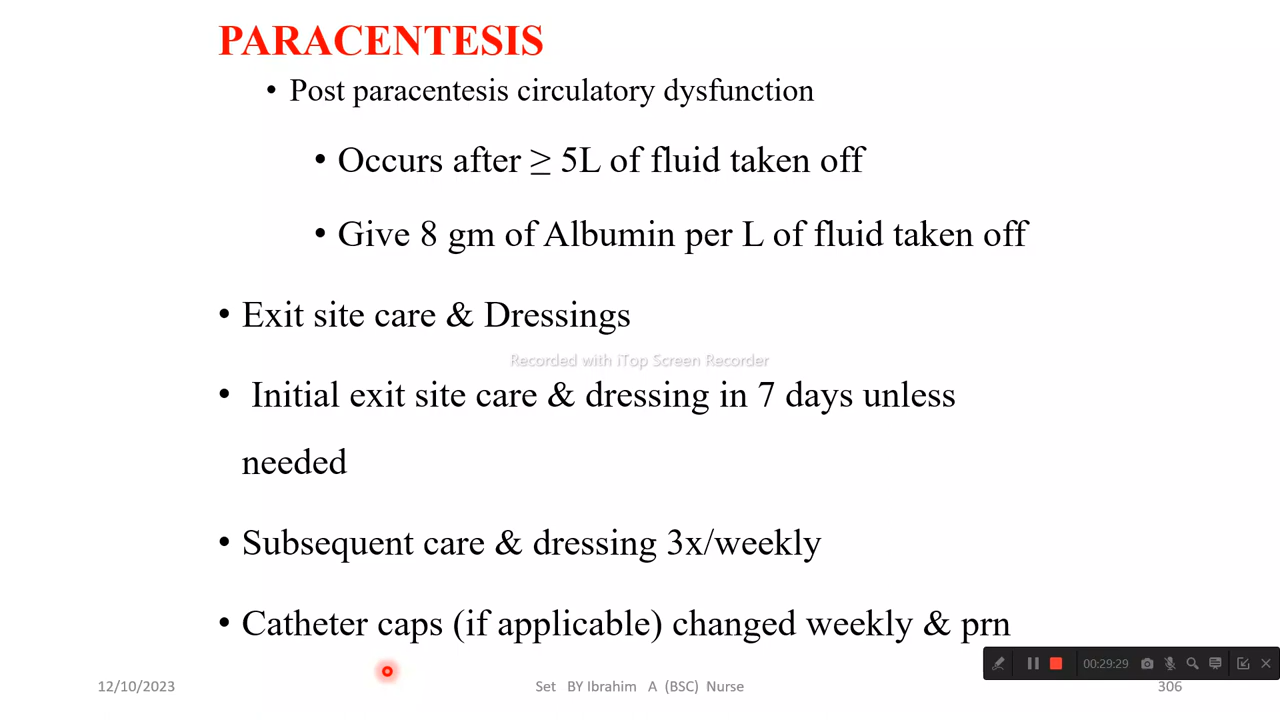 PARACENTESIS
• Post paracentesis circulatory dysfunction
• Occurs after ≥ 5L of fluid taken off
• Give 8 gm of Albumin per L of fluid taken off
• Exit site care & Dressings
Recorded with iTop Screen Recorder
• Initial exit site care & dressing in 7 days unless
needed
• Subsequent care & dressing 3x/weekly
• Catheter caps (if applicable) changed weekly & prn
00:29:29
12/10/2023 Set BY Ibrahim A (BSC) Nurse 306